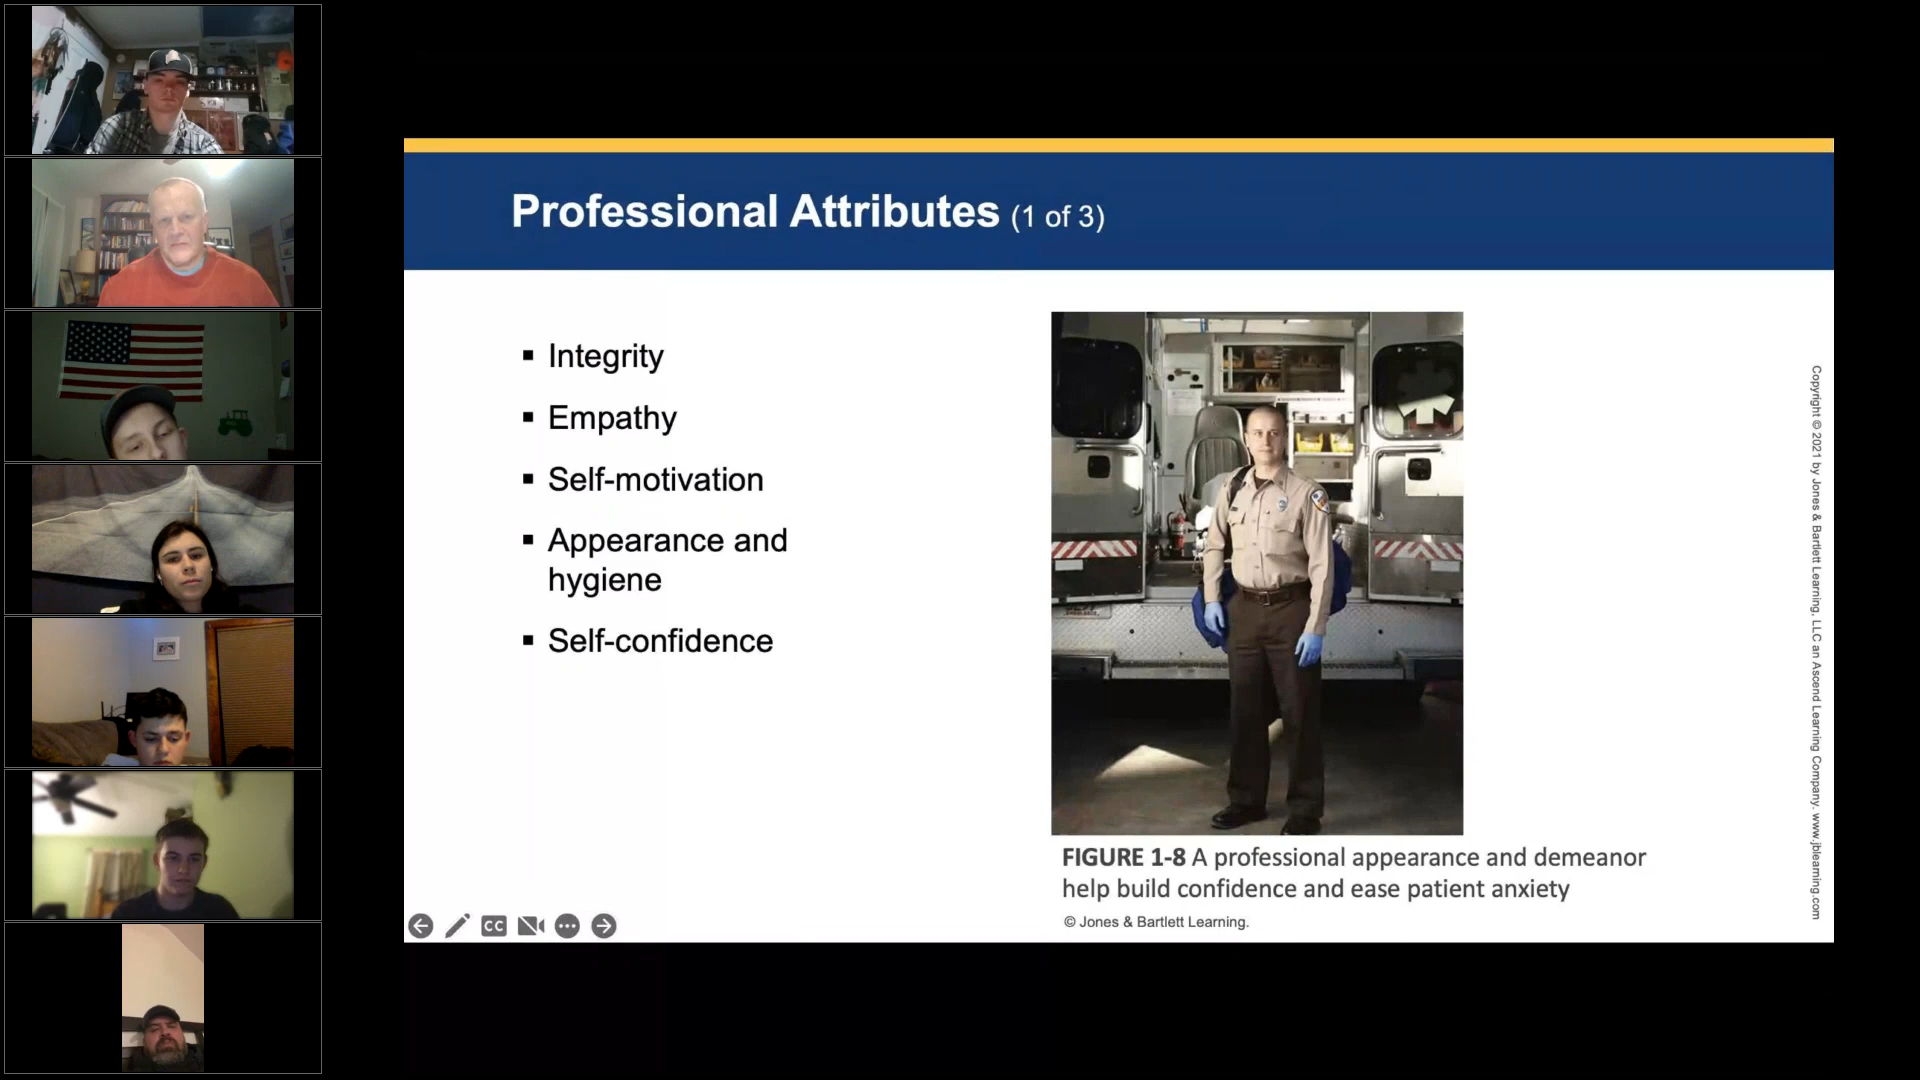 Professional Attributes (1 of 3)
▪ Integrity
▪ Empathy
▪ Self-motivation
▪ Appearance and
hygiene
▪ Self-confidence
FIGURE 1-8 A professional appearance and demeanor
help build confidence and ease patient anxiety
© Jones & Bartlett Learning.
CC
Copyright © 2021 by Jones & Bartlett Learning, LLC an Ascend Learning Company. www.jblearning.com